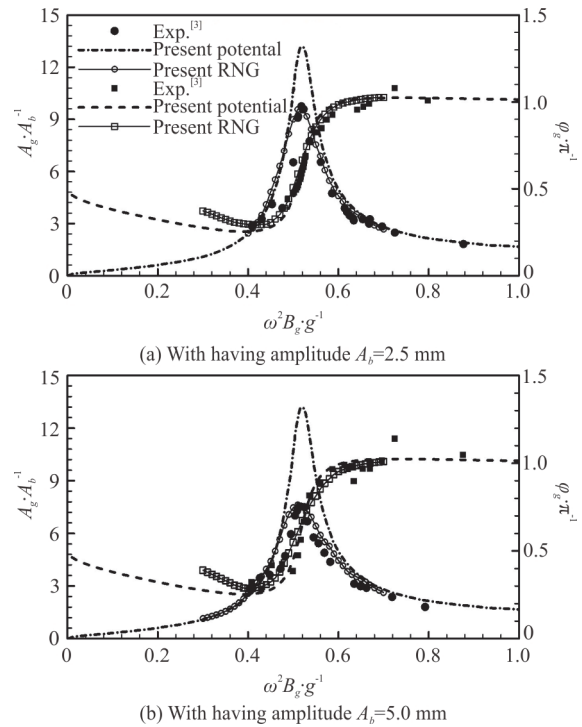 15
12
9
6
3
0
A_g·A_b^-1
Exp.[3]
Present potental
Present RNG
Exp.[3]
Present potential
Present RNG
1.5
1.0
0.5
0
φ_g·π^-1
0 0.2 0.4 0.6 0.8 1.0
ω^2B_g·g^-1
(a) With having amplitude A_b=2.5 mm
15
12
9
6
3
0
A_g·A_b^-1
1.5
1.0
0.5
0
φ_g·π^-1
0 0.2 0.4 0.6 0.8 1.0
ω^2B_g·g^-1
(b) With having amplitude A_b=5.0 mm